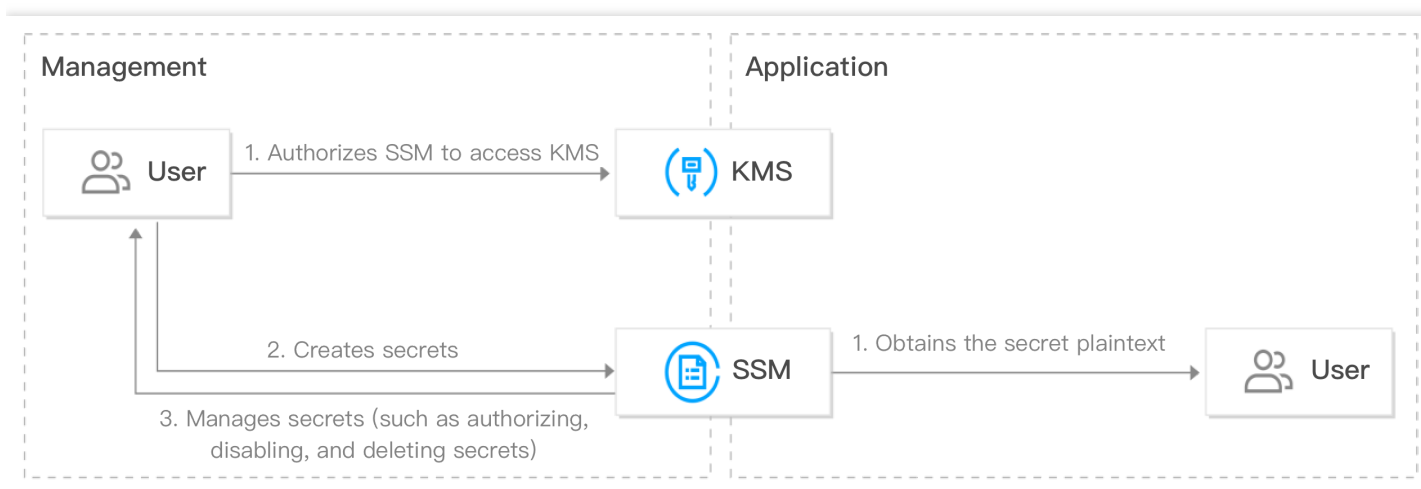 Management
Application
User
1. Authorizes SSM to access KMS
KMS
2. Creates secrets
SSM
1. Obtains the secret plaintext
User
3. Manages secrets (such as authorizing,
disabling, and deleting secrets)